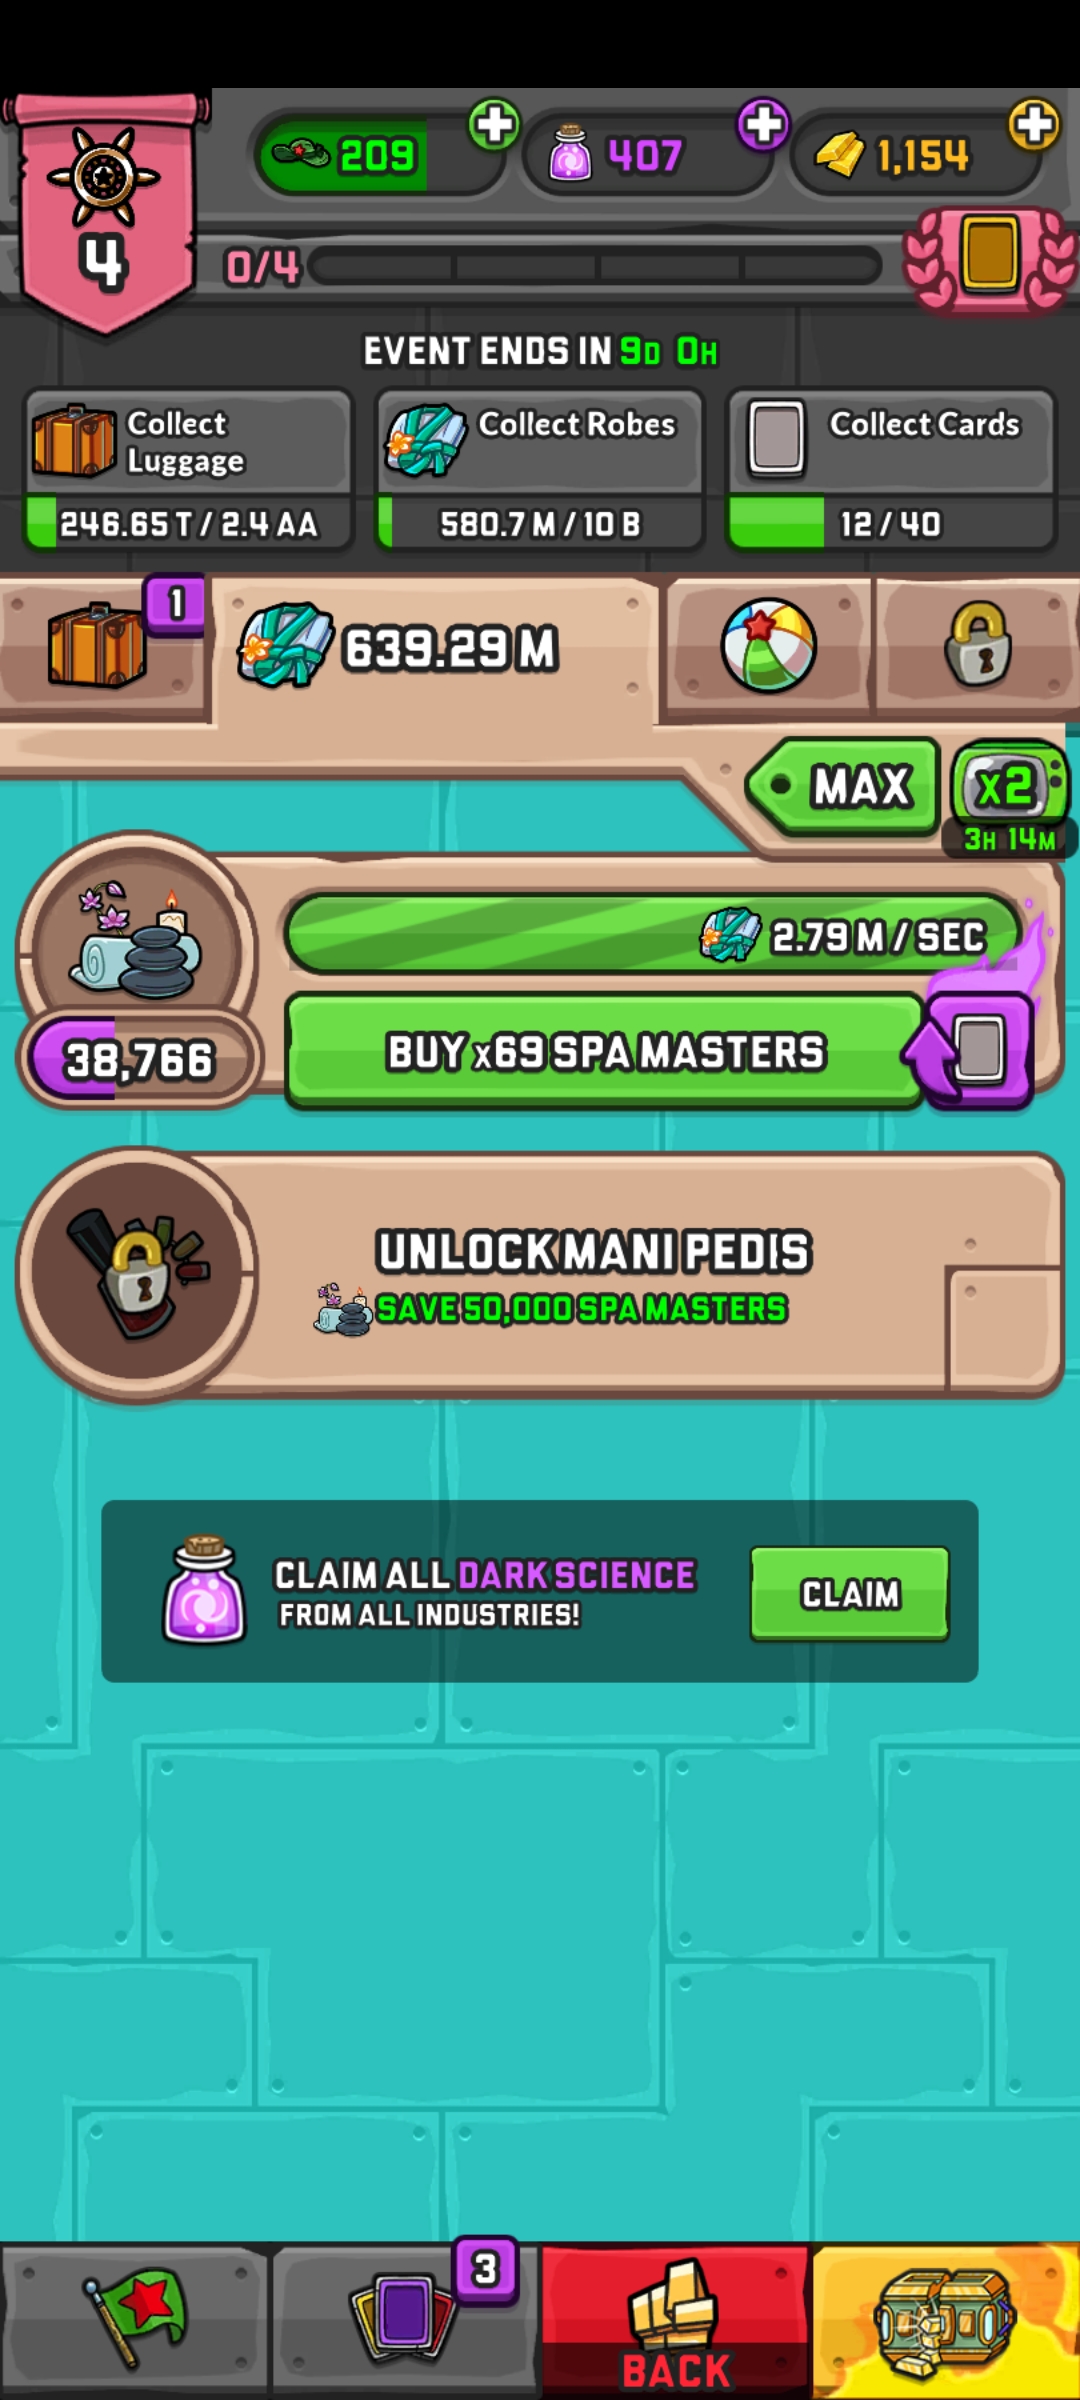 209
407
1,154
4
0/4
EVENT ENDS IN 9D 0H
Collect
Luggage
Collect Robes
Collect Cards
246.65 T / 2.4 AA
580.7 M / 10 B
12 / 40
1
639.29 M
MAX
x2
3H 14M
2.79 M / SEC
38,766
BUY x69 SPA MASTERS
UNLOCK MANI PEDIS
SAVE 50,000 SPA MASTERS
CLAIM ALL DARK SCIENCE
FROM ALL INDUSTRIES!
CLAIM
3
BACK